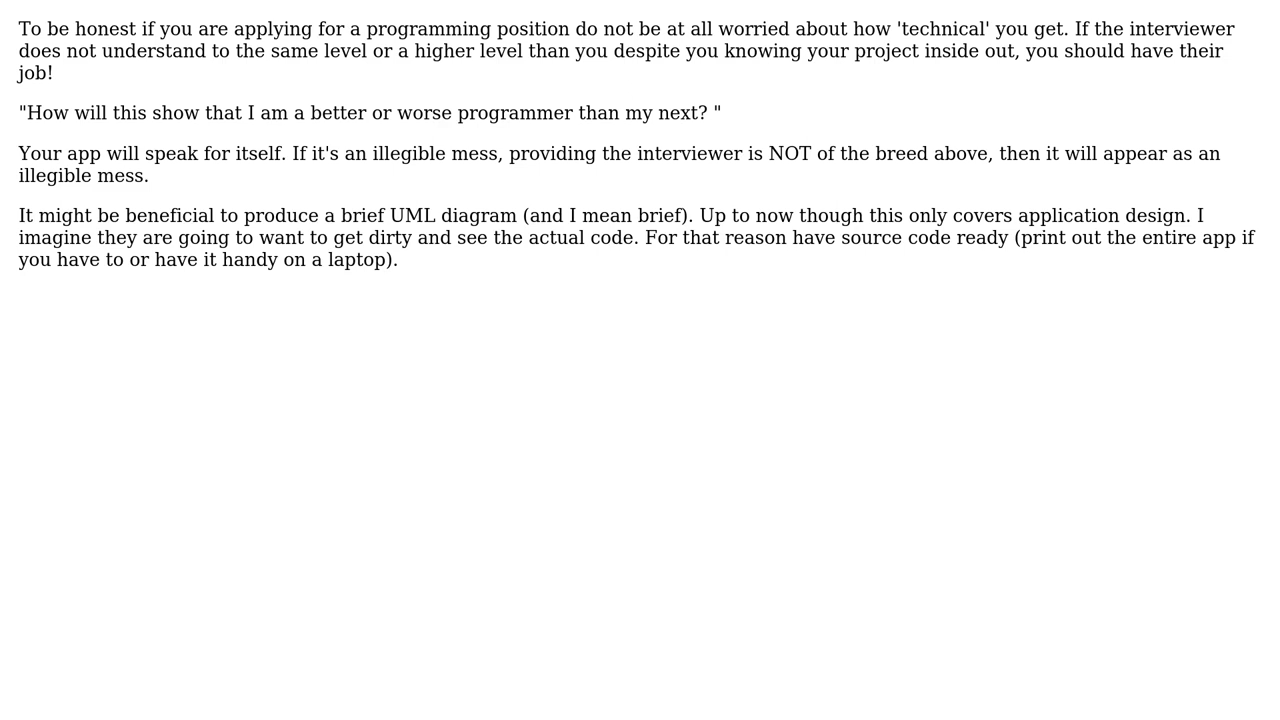 To be honest if you are applying for a programming position do not be at all worried about how 'technical' you get. If the interviewer
does not understand to the same level or a higher level than you despite you knowing your project inside out, you should have their
job!
"How will this show that I am a better or worse programmer than my next? "
Your app will speak for itself. If it's an illegible mess, providing the interviewer is NOT of the breed above, then it will appear as an
illegible mess.
It might be beneficial to produce a brief UML diagram (and I mean brief). Up to now though this only covers application design. I
imagine they are going to want to get dirty and see the actual code. For that reason have source code ready (print out the entire app if
you have to or have it handy on a laptop).